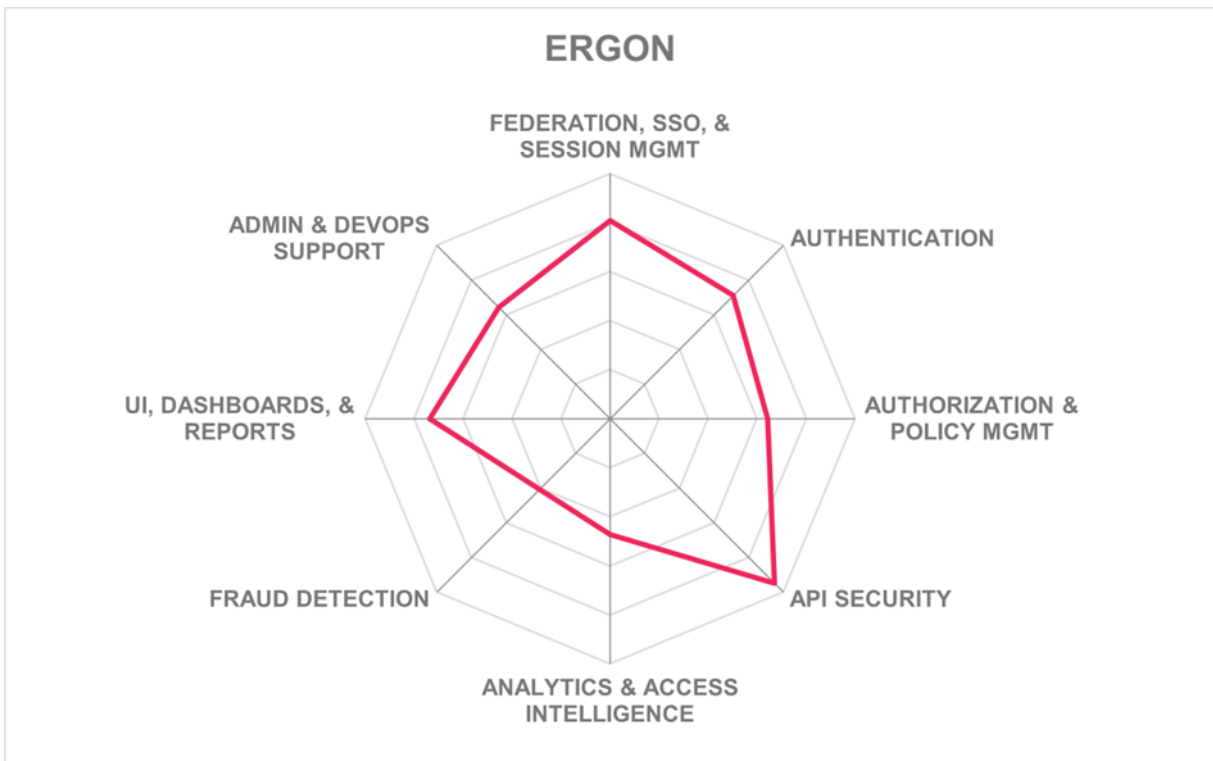 ERGON
FEDERATION, SSO, &
SESSION MGMT
ADMIN & DEVOPS
SUPPORT
AUTHENTICATION
UI, DASHBOARDS, &
REPORTS
AUTHORIZATION &
POLICY MGMT
FRAUD DETECTION
API SECURITY
ANALYTICS & ACCESS
INTELLIGENCE